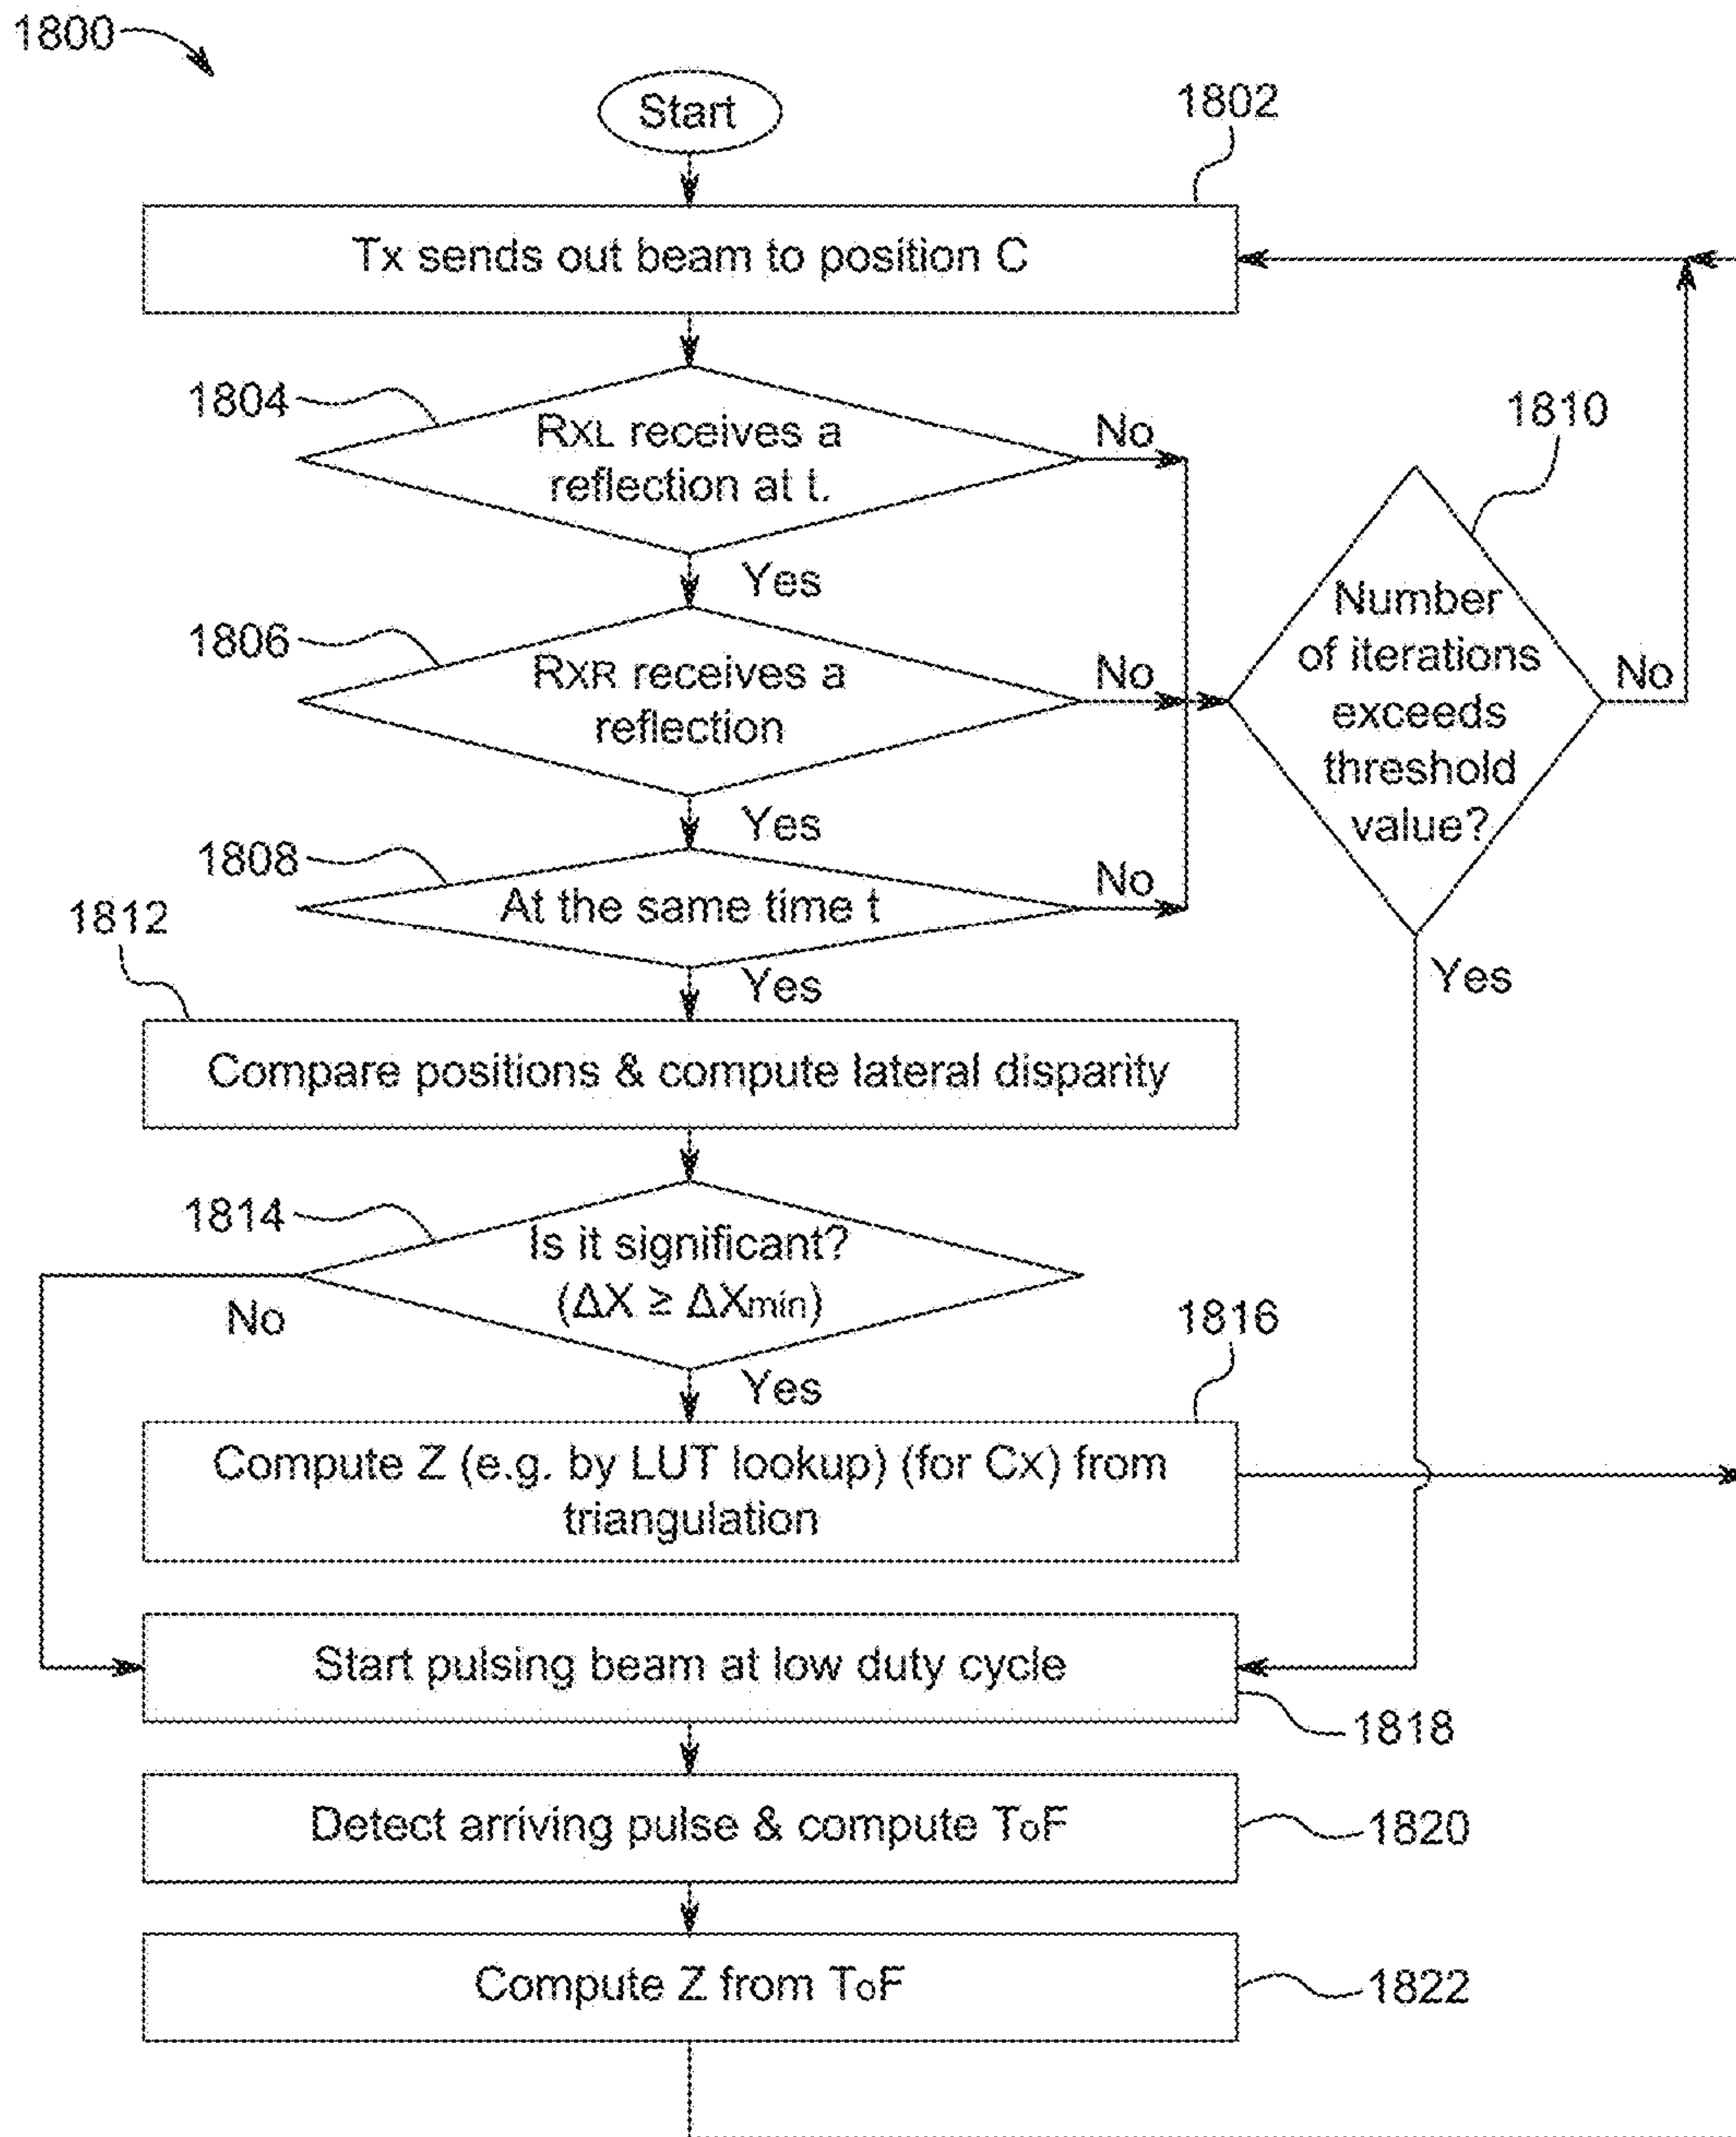 1800
Start
1802
Tx sends out beam to position C
1804
RXL receives a
reflection at t.
No
1810
Yes
Number
of iterations
exceeds
threshold
value?
No
1806
RXR receives a
reflection
No
Yes
1808
At the same time t
No
1812
Yes
Yes
Compare positions & compute lateral disparity
1814
Is it significant?
(ΔX ≥ ΔXmin)
No
1816
Yes
Compute Z (e.g. by LUT lookup) (for CX) from
triangulation
Start pulsing beam at low duty cycle
1818
Detect arriving pulse & compute ToF
1820
Compute Z from ToF
1822